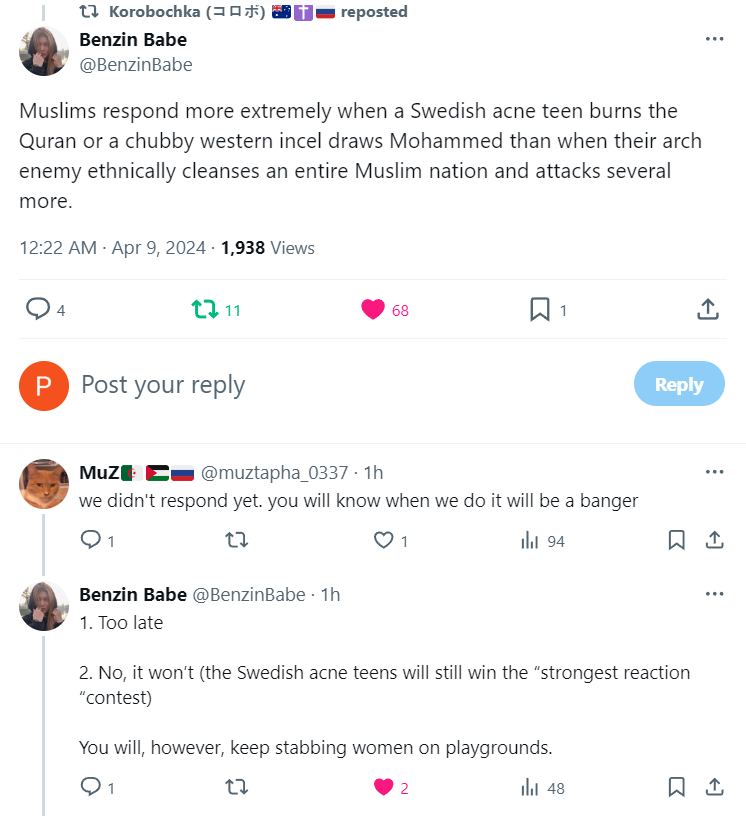 Korobochka (コロボ) 🇦🇺✝️🇷🇺 reposted
Benzin Babe
@BenzinBabe
Muslims respond more extremely when a Swedish acne teen burns the
Quran or a chubby western incel draws Mohammed than when their arch
enemy ethnically cleanses an entire Muslim nation and attacks several
more.
12:22 AM · Apr 9, 2024 · 1,938 Views
4 11 68 1
P Post your reply Reply
MuZ🇩🇿🇵🇸🇷🇺 @muztapha_0337 · 1h
we didn't respond yet. you will know when we do it will be a banger
1 1 94
Benzin Babe @BenzinBabe · 1h
1. Too late
2. No, it won’t (the Swedish acne teens will still win the “strongest reaction
“contest)
You will, however, keep stabbing women on playgrounds.
1 2 48